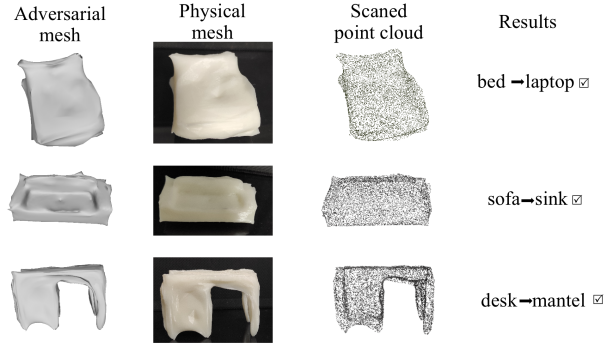 Adversarial
mesh
Physical
mesh
Scaned
point cloud
Results
bed ➞laptop ☑
sofa➞sink ☑
desk➞mantel ☑